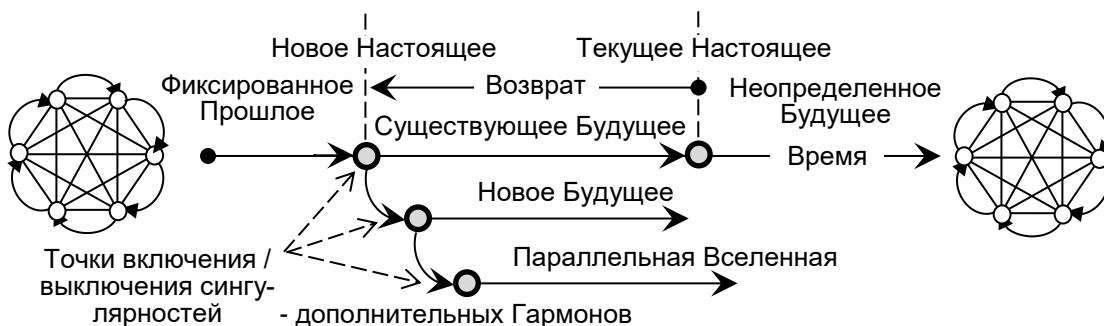 Новое Настоящее
Текущее Настоящее
Фиксированное
Прошлое
Возврат
Неопределенное
Будущее
Существующее Будущее
Время
Новое Будущее
Параллельная Вселенная
Точки включения /
выключения сингу-
лярностей
- дополнительных Гармонов